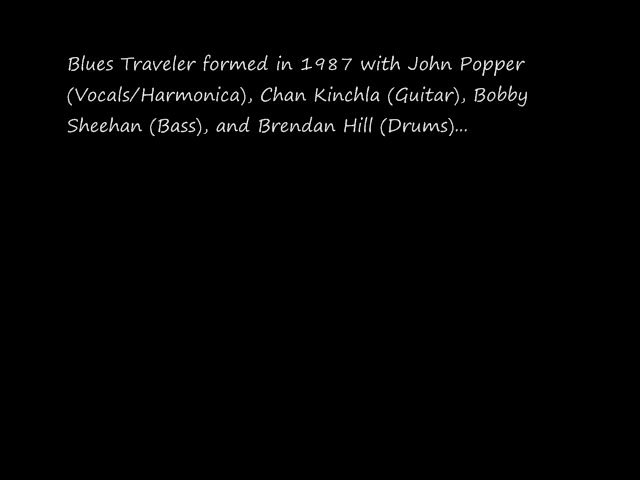 Blues Traveler formed in 1987 with John Popper
(Vocals/Harmonica), Chan Kinchla (Guitar), Bobby
Sheehan (Bass), and Brendan Hill (Drums)...